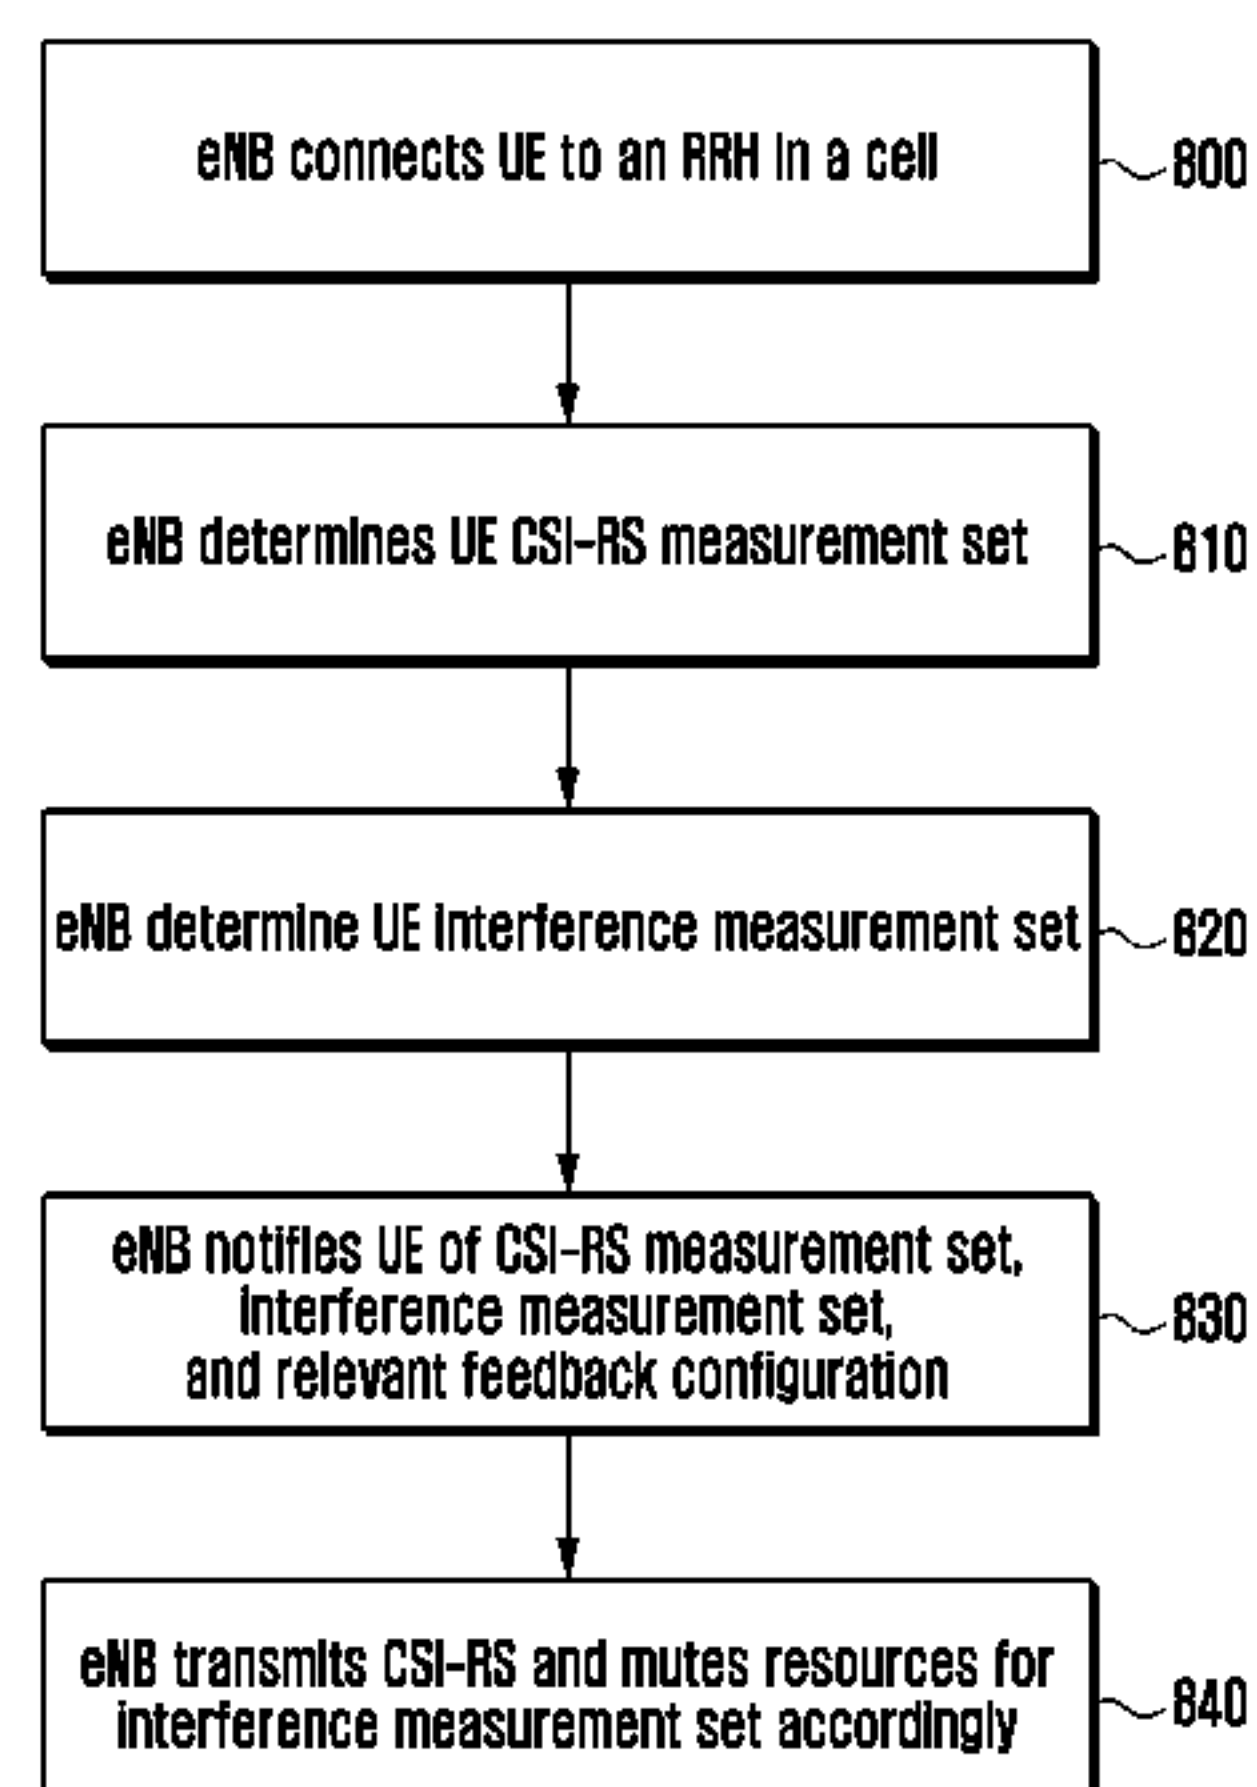 eNB connects UE to an RRH in a cell
800
eNB determines UE CSI-RS measurement set
810
eNB determine UE interference measurement set
820
eNB notifies UE of CSI-RS measurement set,
interference measurement set,
and relevant feedback configuration
830
eNB transmits CSI-RS and mutes resources for
interference measurement set accordingly
840